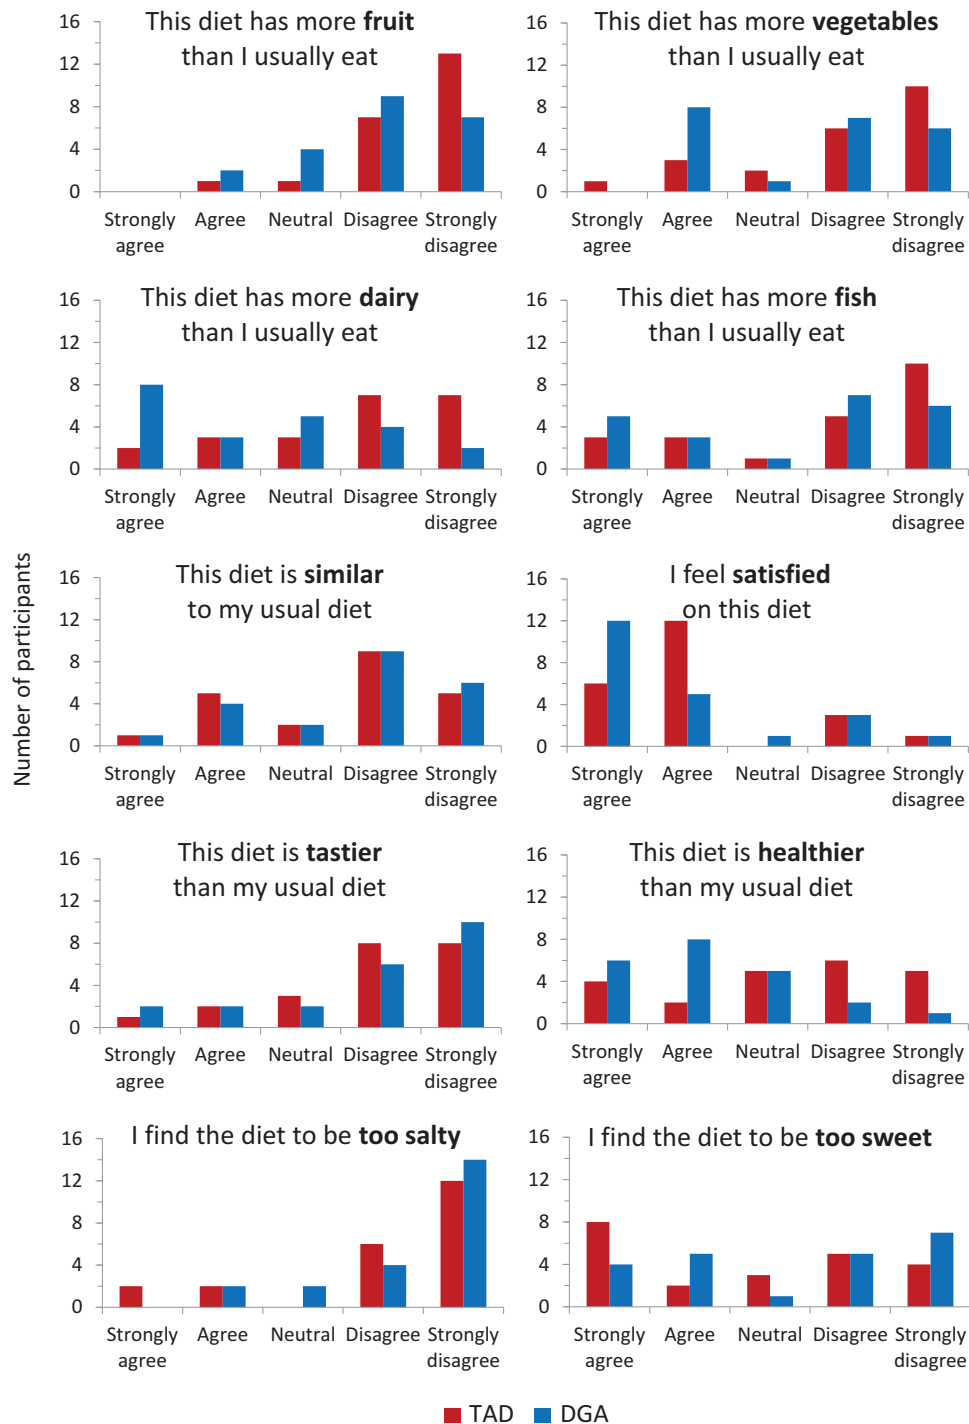 This diet has more fruit
than I usually eat
16
12
8
4
0
Strongly agree
Agree
Neutral
Disagree
Strongly disagree
This diet has more vegetables
than I usually eat
16
12
8
4
0
Strongly agree
Agree
Neutral
Disagree
Strongly disagree
This diet has more dairy
than I usually eat
16
12
8
4
0
Strongly agree
Agree
Neutral
Disagree
Strongly disagree
This diet has more fish
than I usually eat
16
12
8
4
0
Strongly agree
Agree
Neutral
Disagree
Strongly disagree
Number of participants
This diet is similar
to my usual diet
16
12
8
4
0
Strongly agree
Agree
Neutral
Disagree
Strongly disagree
I feel satisfied
on this diet
16
12
8
4
0
Strongly agree
Agree
Neutral
Disagree
Strongly disagree
This diet is tastier
than my usual diet
16
12
8
4
0
Strongly agree
Agree
Neutral
Disagree
Strongly disagree
This diet is healthier
than my usual diet
16
12
8
4
0
Strongly agree
Agree
Neutral
Disagree
Strongly disagree
I find the diet to be too salty
16
12
8
4
0
Strongly agree
Agree
Neutral
Disagree
Strongly disagree
I find the diet to be too sweet
16
12
8
4
0
Strongly agree
Agree
Neutral
Disagree
Strongly disagree
TAD DGA